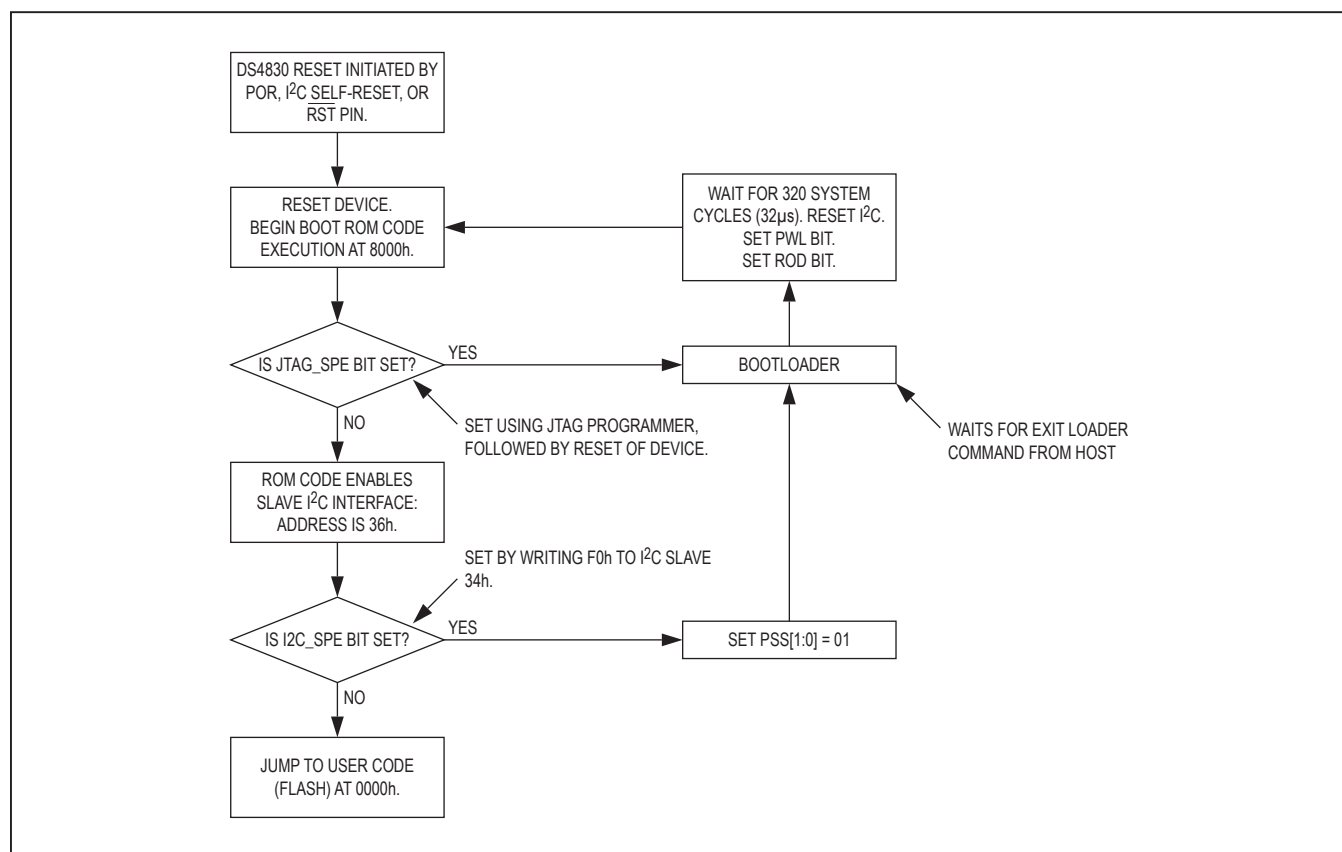 DS4830 RESET INITIATED BY
POR, I²C SELF-RESET, OR
RST PIN.
RESET DEVICE.
BEGIN BOOT ROM CODE
EXECUTION AT 8000h.
WAIT FOR 320 SYSTEM
CYCLES (32µs). RESET I²C.
SET PWL BIT.
SET ROD BIT.
IS JTAG_SPE BIT SET?
YES
BOOTLOADER
NO
SET USING JTAG PROGRAMMER,
FOLLOWED BY RESET OF DEVICE.
WAITS FOR EXIT LOADER
COMMAND FROM HOST
ROM CODE ENABLES
SLAVE I²C INTERFACE:
ADDRESS IS 36h.
SET BY WRITING F0h TO I²C SLAVE
34h.
IS I2C_SPE BIT SET?
YES
SET PSS[1:0] = 01
NO
JUMP TO USER CODE
(FLASH) AT 0000h.